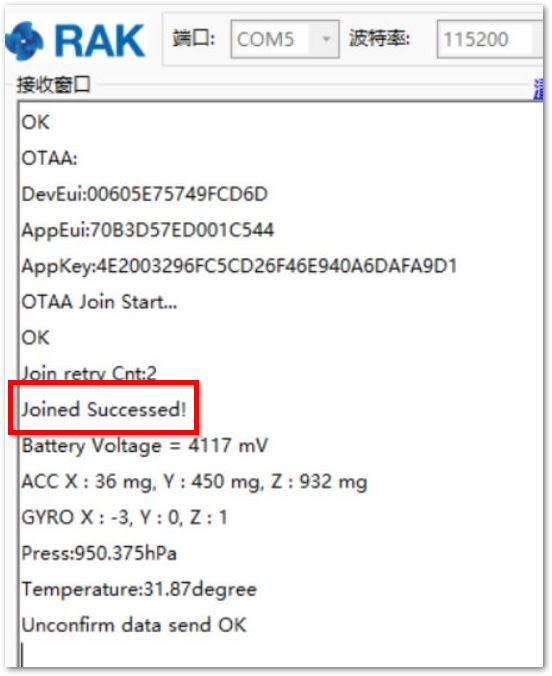 RAK 端口: COM5 波特率: 115200
接收窗口
OK
OTAA:
DevEui:00605E75749FCD6D
AppEui:70B3D57ED001C544
AppKey:4E2003296FC5CD26F46E940A6DAFA9D1
OTAA Join Start...
OK
Join retry Cnt:2
Joined Successed!
Battery Voltage = 4117 mV
ACC X : 36 mg, Y : 450 mg, Z : 932 mg
GYRO X : -3, Y : 0, Z : 1
Press:950.375hPa
Temperature:31.87degree
Unconfirm data send OK